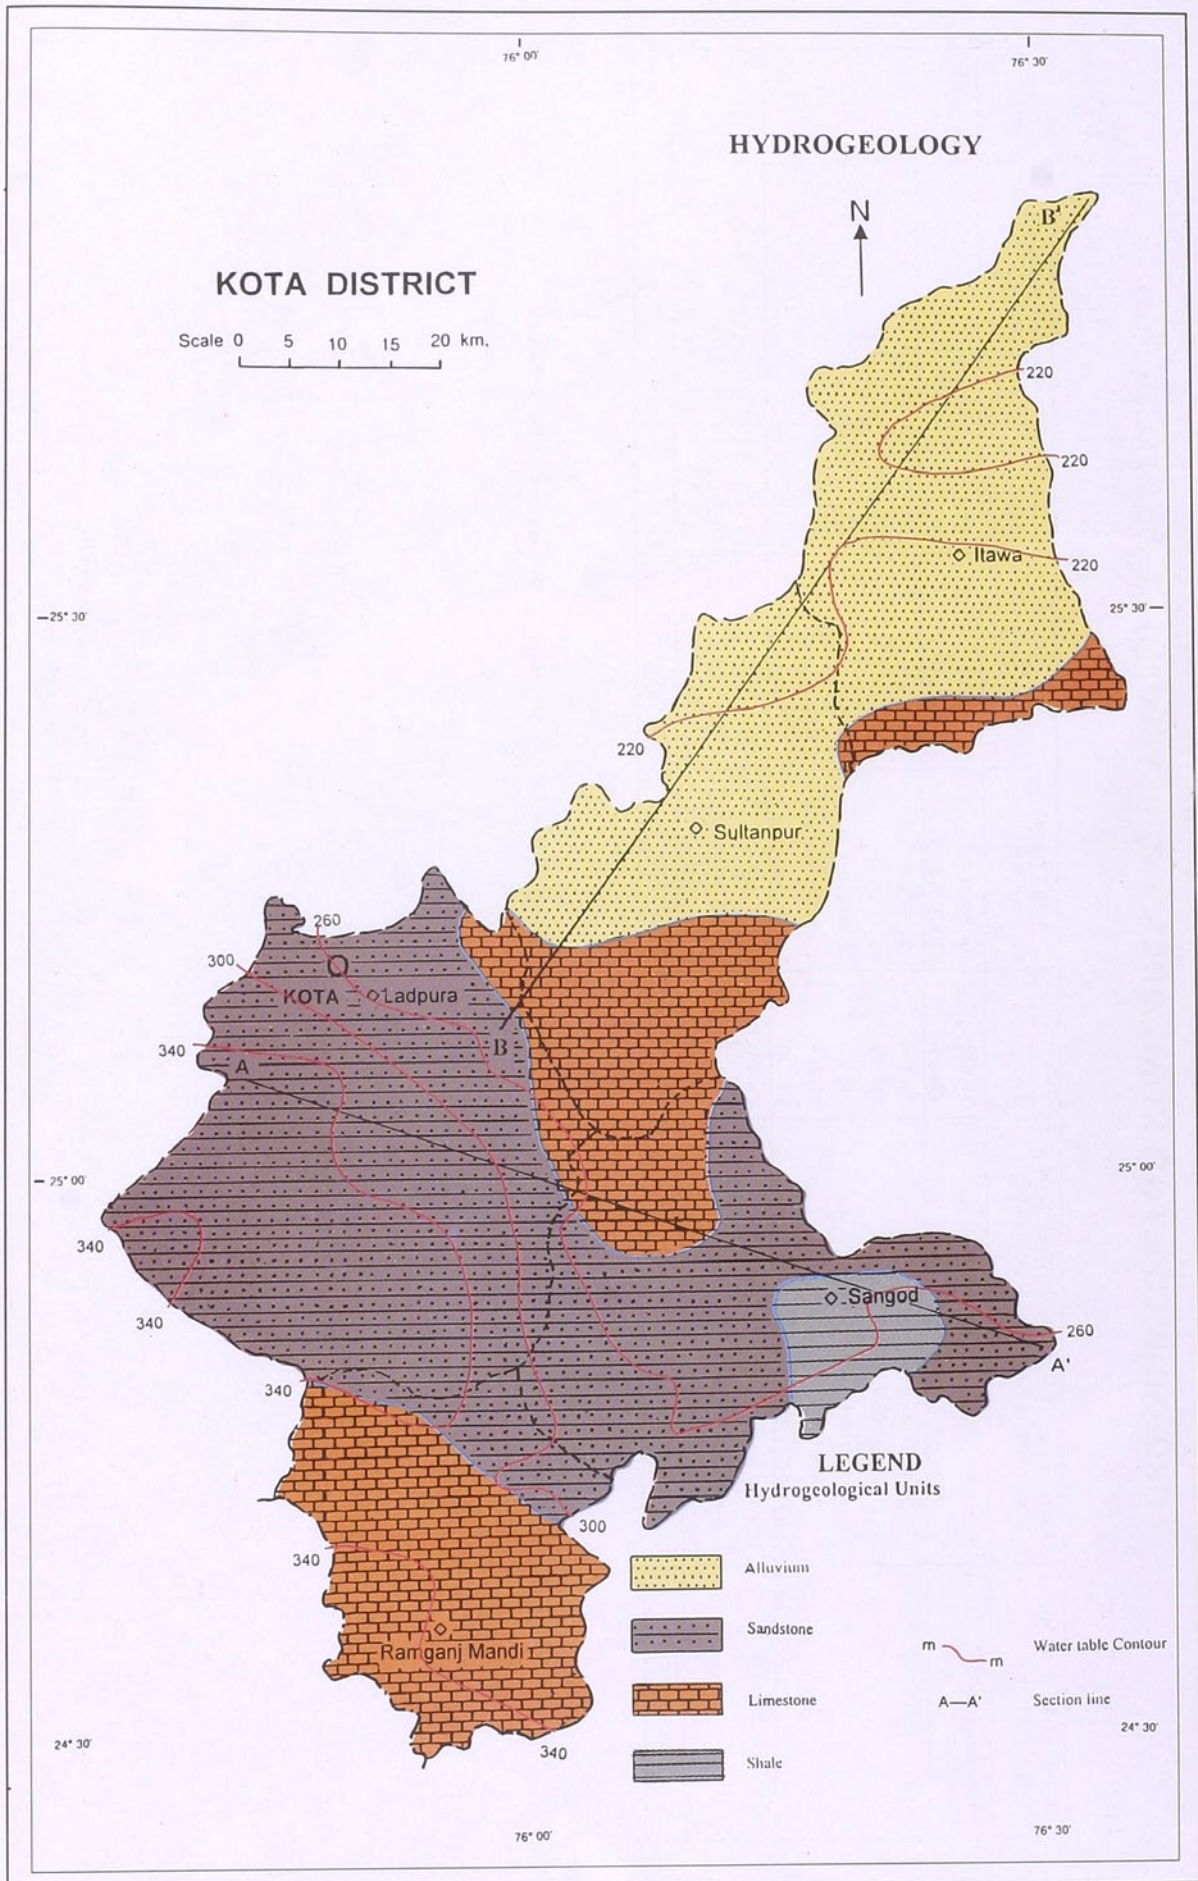 76° 00'
76° 30'
HYDROGEOLOGY
N
B'
KOTA DISTRICT
Scale 0 5 10 15 20 km.
220
220
Itawa
220
25° 30'
25° 30'
220
Sultanpur
260
300
KOTA
Ladpura
B
340
A
25° 00'
25° 00'
340
Sangod
340
260
A'
340
LEGEND
Hydrogeological Units
300
340
Alluvium
Sandstone
m m Water table Contour
Ramganj Mandi
Limestone
A—A' Section line
24° 30'
24° 30'
340
Shale
76° 00'
76° 30'